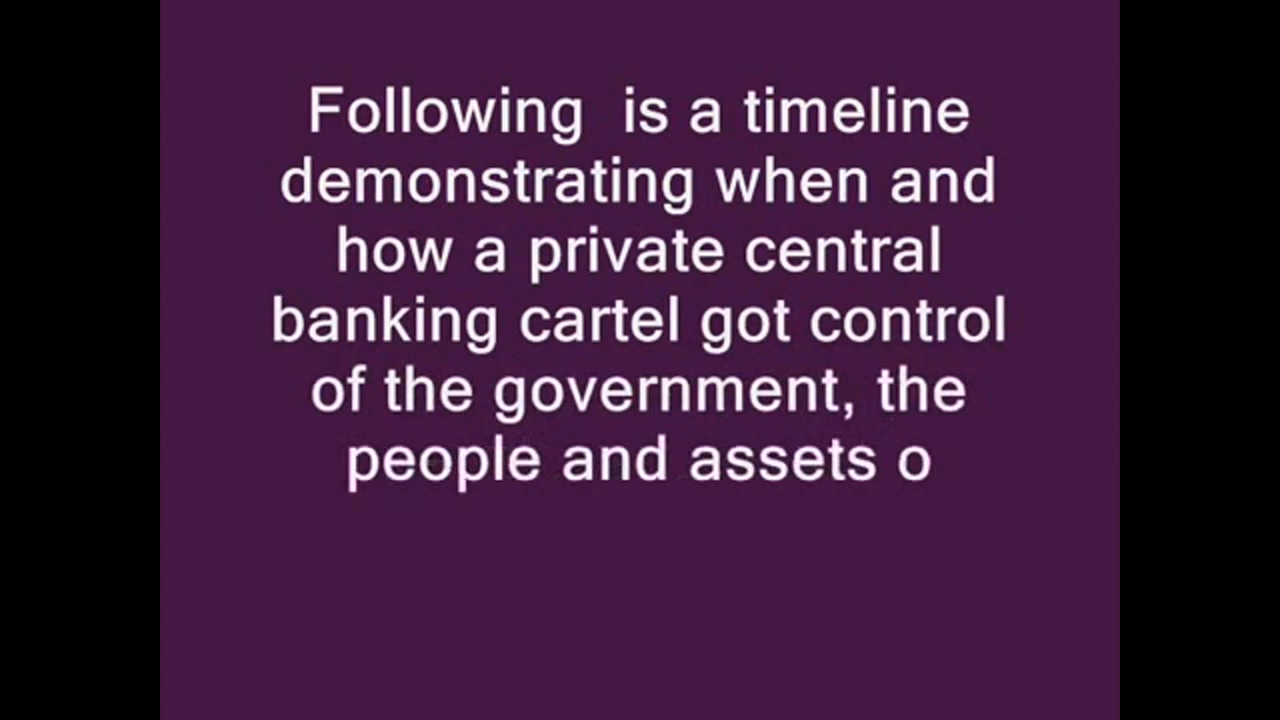 Following  is a timeline
demonstrating when and
how a private central
banking cartel got control
of the government, the
people and assets o